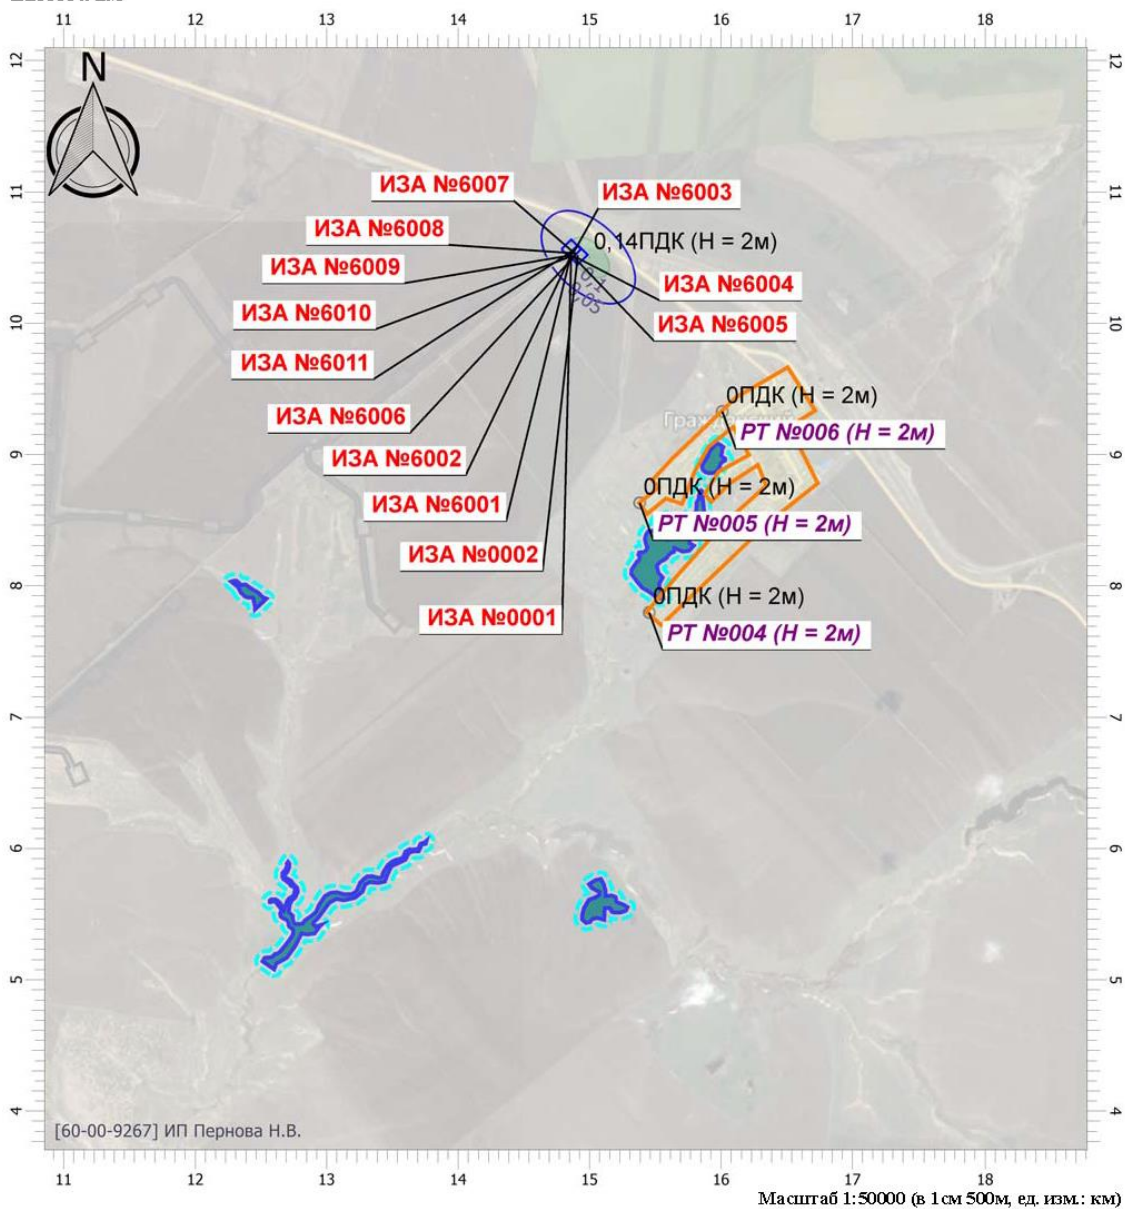 11 12 13 14 15 16 17 18
12
12
N
11
11
ИЗА №6007
ИЗА №6003
ИЗА №6008
0,14ПДК (Н = 2м)
ИЗА №6009
ИЗА №6004
0,1
0,05
ИЗА №6010
ИЗА №6005
10
10
ИЗА №6011
ИЗА №6006
0ПДК (Н = 2м)
РТ №006 (Н = 2м)
9
9
ИЗА №6002
0ПДК (Н = 2м)
ИЗА №6001
РТ №005 (Н = 2м)
ИЗА №0002
8
8
0ПДК (Н = 2м)
ИЗА №0001
РТ №004 (Н = 2м)
7
7
6
6
5
5
4
4
[60-00-9267] ИП Пернова Н.В.
11 12 13 14 15 16 17 18
Масштаб 1:50000 (в 1см 500м, ед. изм.: км)